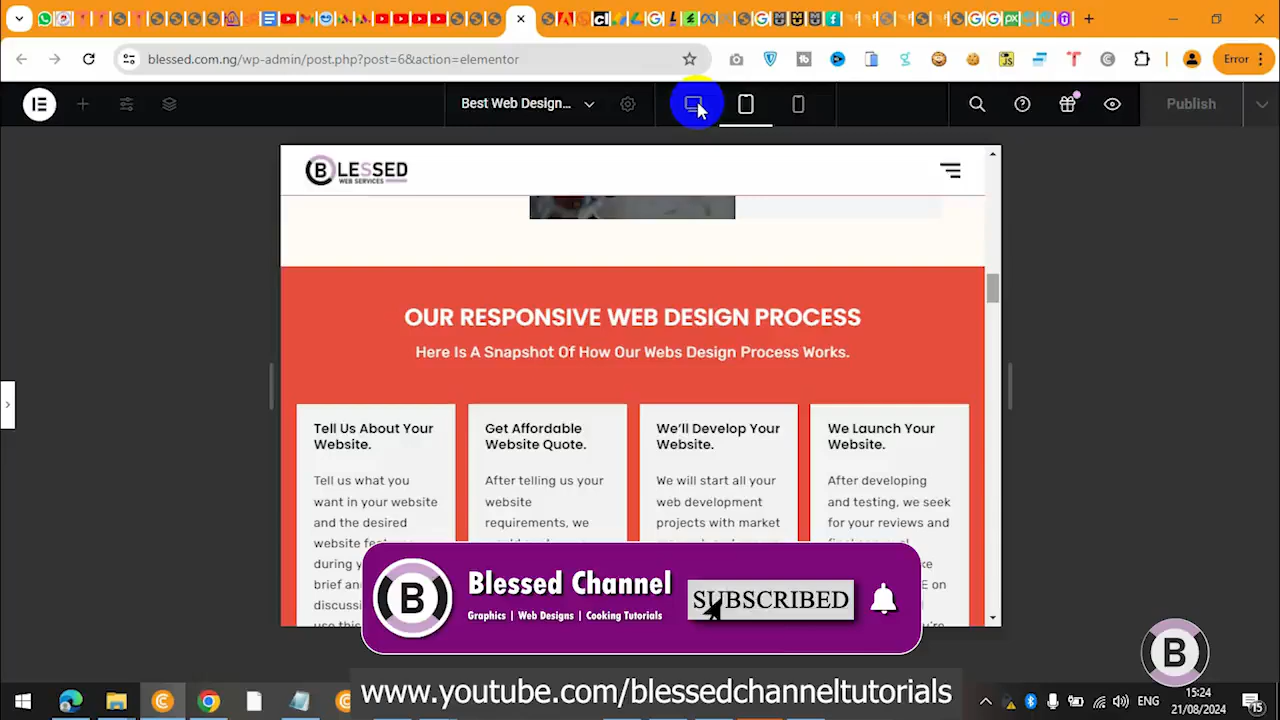 blessed.com.ng/wp-admin/post.php?post=6&action=elementor
Error
Best Web Design...
Publish
BLESSED
WEB SERVICES
OUR RESPONSIVE WEB DESIGN PROCESS
Here Is A Snapshot Of How Our Webs Design Process Works.
Tell Us About Your
Website.
Tell us what you
want in your website
and the desired
during
brief
Get Affordable
Website Quote.
After telling us your
website
requirements, we
We'll Develop Your
Website.
We will start all your
web development
projects with market
We Launch Your
Website.
After developing
and testing, we seek
for your reviews and
Blessed Channel
Graphics | Web Designs | Cooking Tutorials
SUBSCRIBED
B
B
www.youtube.com/blessedchanneltutorials
ENG
15:24
21/08/2024
15